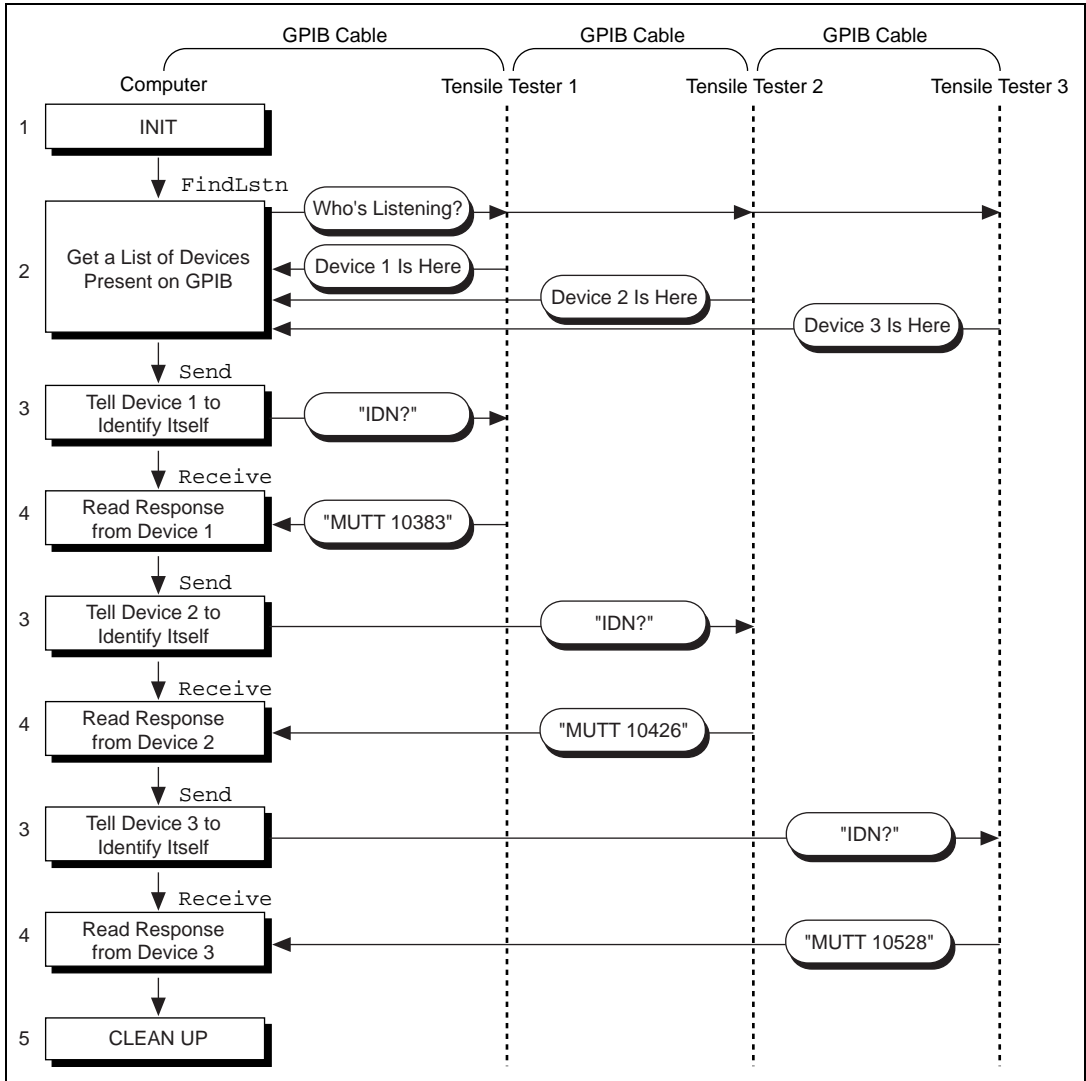 GPIB Cable GPIB Cable GPIB Cable
Computer Tensile Tester 1 Tensile Tester 2 Tensile Tester 3
1 INIT
FindLstn
Who's Listening?
2 Get a List of Devices
Present on GPIB
Device 1 Is Here
Device 2 Is Here
Device 3 Is Here
Send
3 Tell Device 1 to
Identify Itself
"IDN?"
Receive
4 Read Response
from Device 1
"MUTT 10383"
Send
3 Tell Device 2 to
Identify Itself
"IDN?"
Receive
4 Read Response
from Device 2
"MUTT 10426"
Send
3 Tell Device 3 to
Identify Itself
"IDN?"
Receive
4 Read Response
from Device 3
"MUTT 10528"
5 CLEAN UP